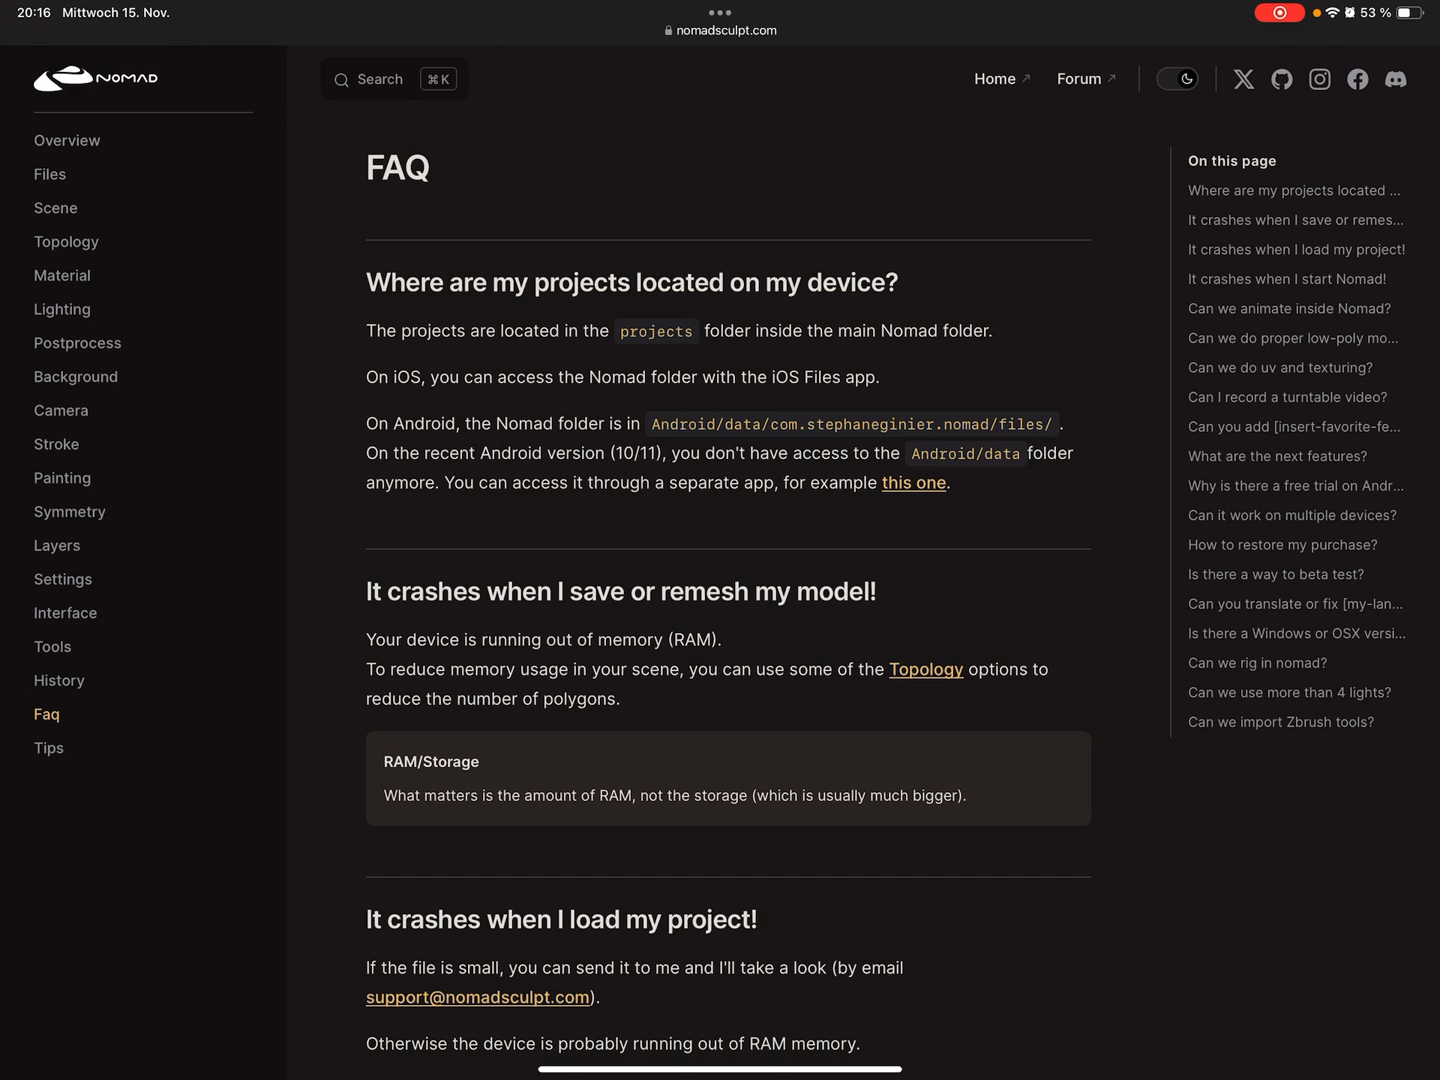 20:16 Mittwoch 15. Nov.
53 %
nomadsculpt.com
NOMAD
Search ⌘ K
Home ↗ Forum ↗
Overview
Files
Scene
Topology
Material
Lighting
Postprocess
Background
Camera
Stroke
Painting
Symmetry
Layers
Settings
Interface
Tools
History
Faq
Tips
FAQ
Where are my projects located on my device?
The projects are located in the projects folder inside the main Nomad folder.
On iOS, you can access the Nomad folder with the iOS Files app.
On Android, the Nomad folder is in Android/data/com.stephaneginier.nomad/files/ .
On the recent Android version (10/11), you don't have access to the Android/data folder
anymore. You can access it through a separate app, for example this one.
It crashes when I save or remesh my model!
Your device is running out of memory (RAM).
To reduce memory usage in your scene, you can use some of the Topology options to
reduce the number of polygons.
RAM/Storage
What matters is the amount of RAM, not the storage (which is usually much bigger).
It crashes when I load my project!
If the file is small, you can send it to me and I'll take a look (by email
support@nomadsculpt.com).
Otherwise the device is probably running out of RAM memory.
On this page
Where are my projects located ...
It crashes when I save or remes...
It crashes when I load my project!
It crashes when I start Nomad!
Can we animate inside Nomad?
Can we do proper low-poly mo...
Can we do uv and texturing?
Can I record a turntable video?
Can you add [insert-favorite-fe...
What are the next features?
Why is there a free trial on Andr...
Can it work on multiple devices?
How to restore my purchase?
Is there a way to beta test?
Can you translate or fix [my-lan...
Is there a Windows or OSX versi...
Can we rig in nomad?
Can we use more than 4 lights?
Can we import Zbrush tools?